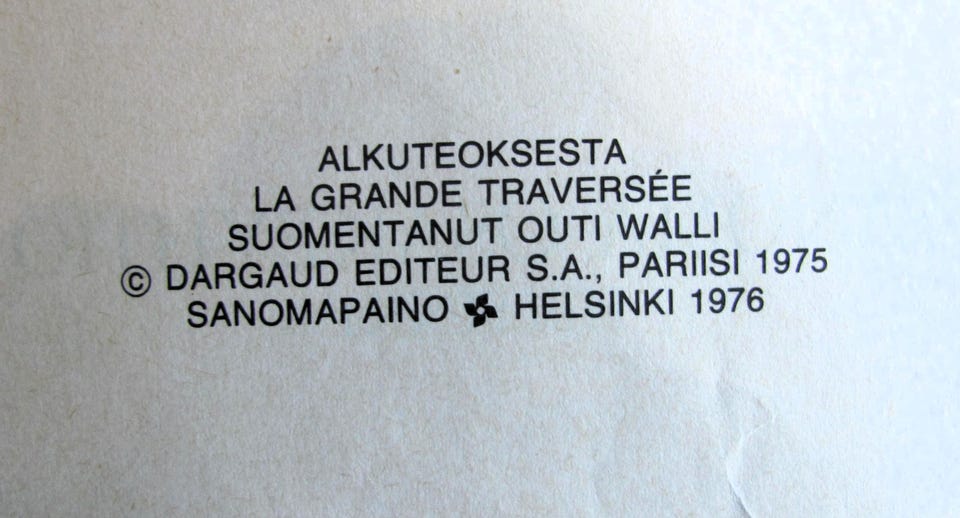 ALKUTEOKSESTA
LA GRANDE TRAVERSÉE
SUOMENTANUT OUTI WALLI
© DARGAUD EDITEUR S.A., PARIISI 1975
SANOMAPAINO HELSINKI 1976